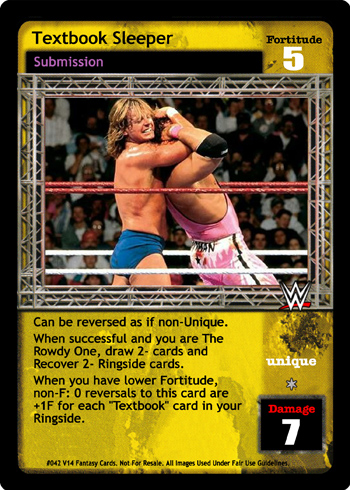 Textbook Sleeper
Fortitude
5
Submission
W
Can be reversed as if non-Unique.
When successful and you are The
Rowdy One, draw 2- cards and
Recover 2- Ringside cards.
When you have lower Fortitude,
non-F: 0 reversals to this card are
+1F for each "Textbook" card in your
Ringside.
unique
Damage
7
#042 V14 Fantasy Cards. Not For Resale. All Images Used Under Fair Use Guidelines.